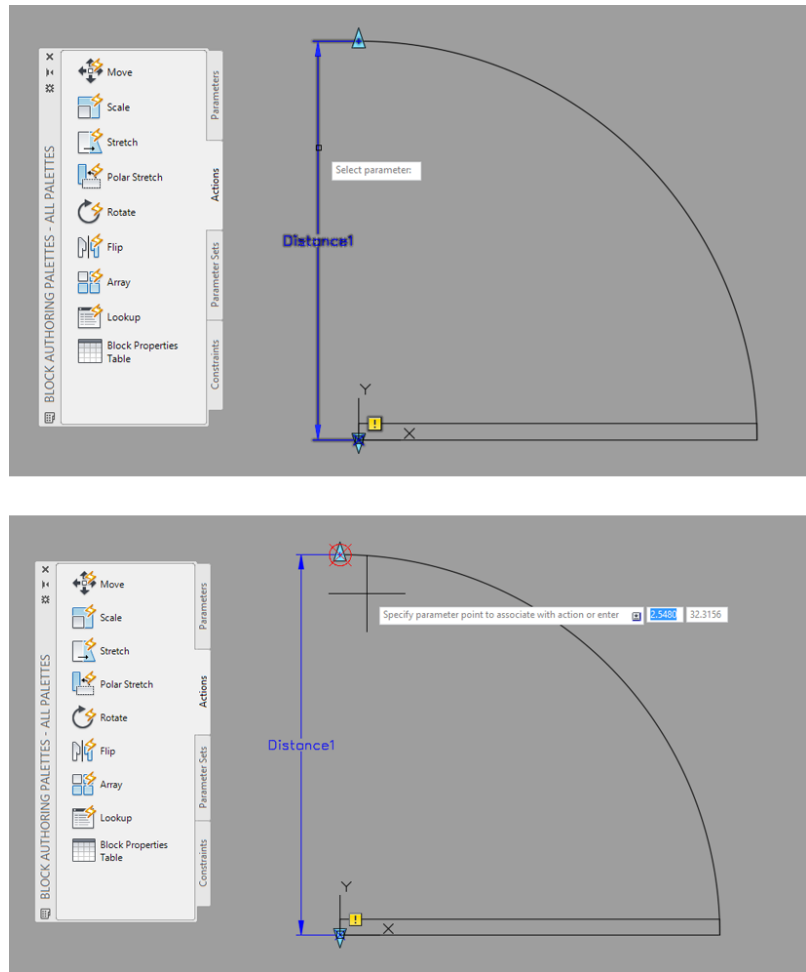 BLOCK AUTHORING PALETTES - ALL PALETTES
Move
Scale
Stretch
Polar Stretch
Rotate
Flip
Array
Lookup
Block Properties
Table
Parameters
Actions
Parameter Sets
Constraints
Select parameter:
Distance1
Y
!
X
BLOCK AUTHORING PALETTES - ALL PALETTES
Move
Scale
Stretch
Polar Stretch
Rotate
Flip
Array
Lookup
Block Properties
Table
Parameters
Actions
Parameter Sets
Constraints
Specify parameter point to associate with action or enter 2.5480 32.3156
Distance1
Y
!
X